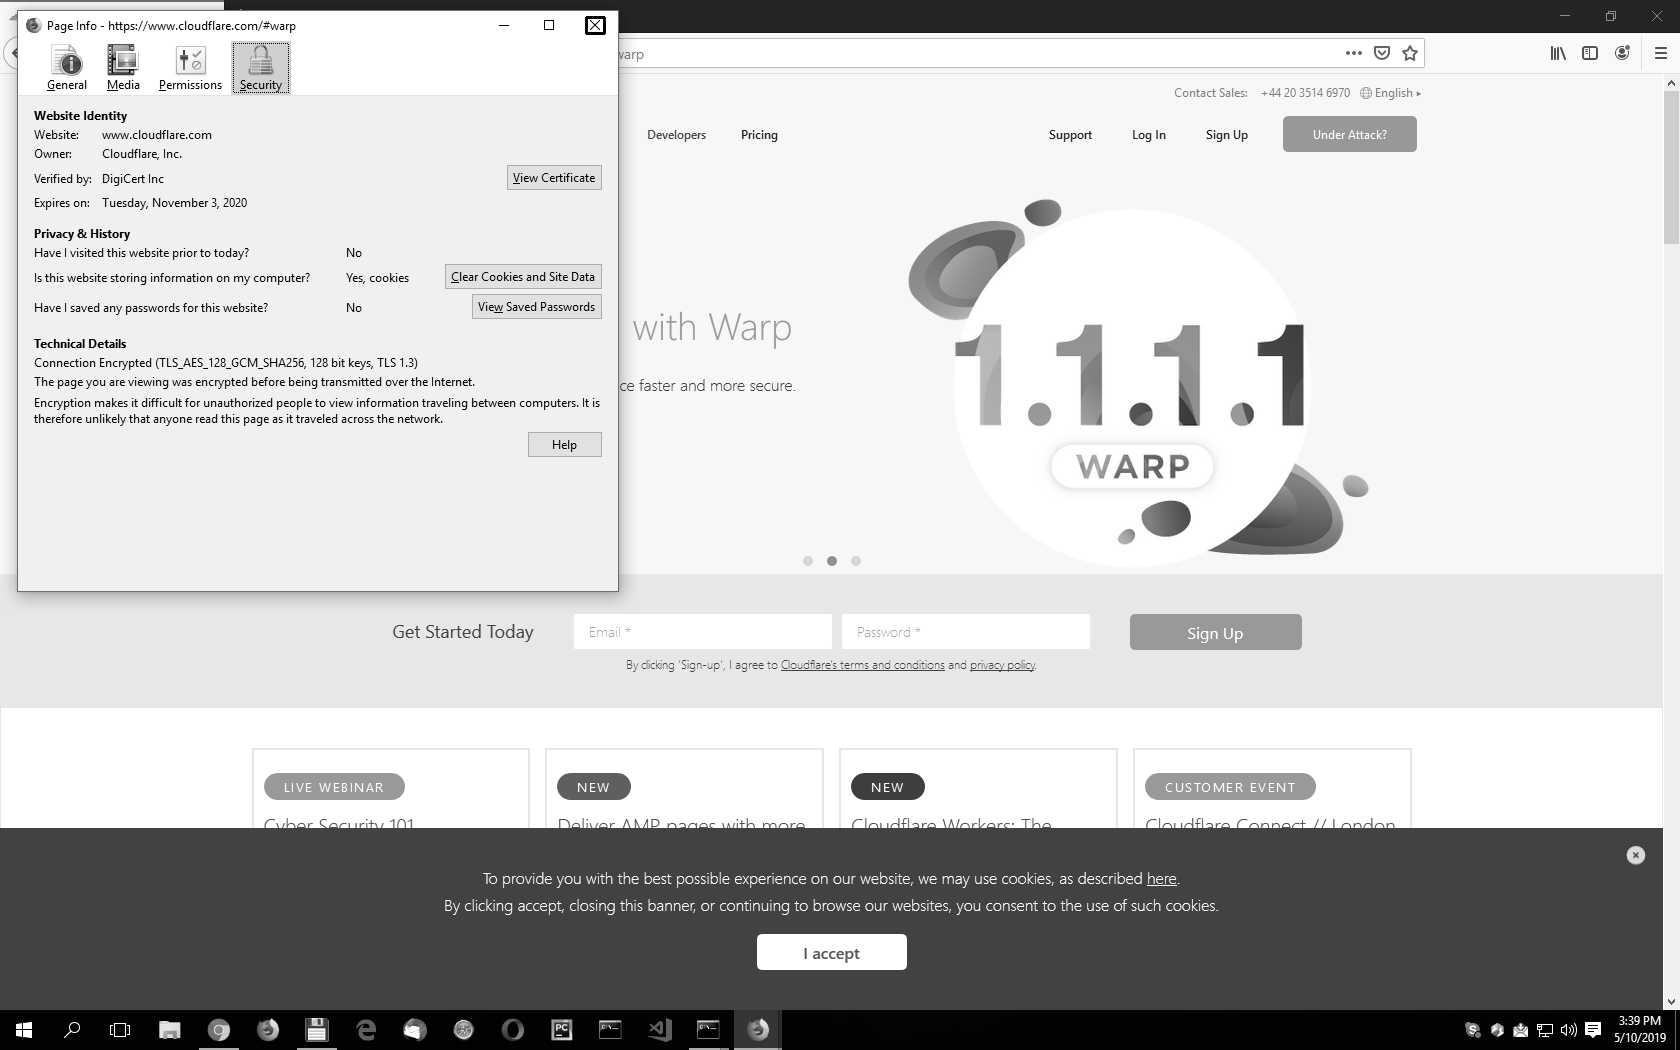 Page Info - https://www.cloudflare.com/#warp
General
Media
Permissions
Security
Website Identity
Website: www.cloudflare.com
Owner: Cloudflare, Inc.
Verified by: DigiCert Inc
View Certificate
Expires on: Tuesday, November 3, 2020
Privacy & History
Have I visited this website prior to today? No
Is this website storing information on my computer? Yes, cookies
Clear Cookies and Site Data
Have I saved any passwords for this website? No
View Saved Passwords
Technical Details
Connection Encrypted (TLS_AES_128_GCM_SHA256, 128 bit keys, TLS 1.3)
The page you are viewing was encrypted before being transmitted over the Internet.
Encryption makes it difficult for unauthorized people to view information traveling between computers. It is
therefore unlikely that anyone read this page as it traveled across the network.
Help
warp
Contact Sales: +44 20 3514 6970 English
Developers Pricing Support Log In Sign Up Under Attack?
with Warp
ce faster and more secure.
1.1.1.1
WARP
Get Started Today Email * Password * Sign Up
By clicking 'Sign-up', I agree to Cloudflare's terms and conditions and privacy policy.
LIVE WEBINAR
Cyber Security 101
NEW
Deliver AMP pages with more
NEW
Cloudflare Workers: The
CUSTOMER EVENT
Cloudflare Connect // London
To provide you with the best possible experience on our website, we may use cookies, as described here.
By clicking accept, closing this banner, or continuing to browse our websites, you consent to the use of such cookies.
I accept
PC
3:39 PM
5/10/2019